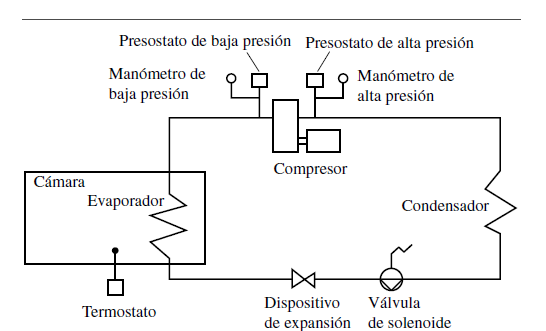 Presostato de baja presión
Presostato de alta presión
Manómetro de
baja presión
Manómetro de
alta presión
Compresor
Cámara
Evaporador
Condensador
Termostato
Dispositivo
de expansión
Válvula
de solenoide